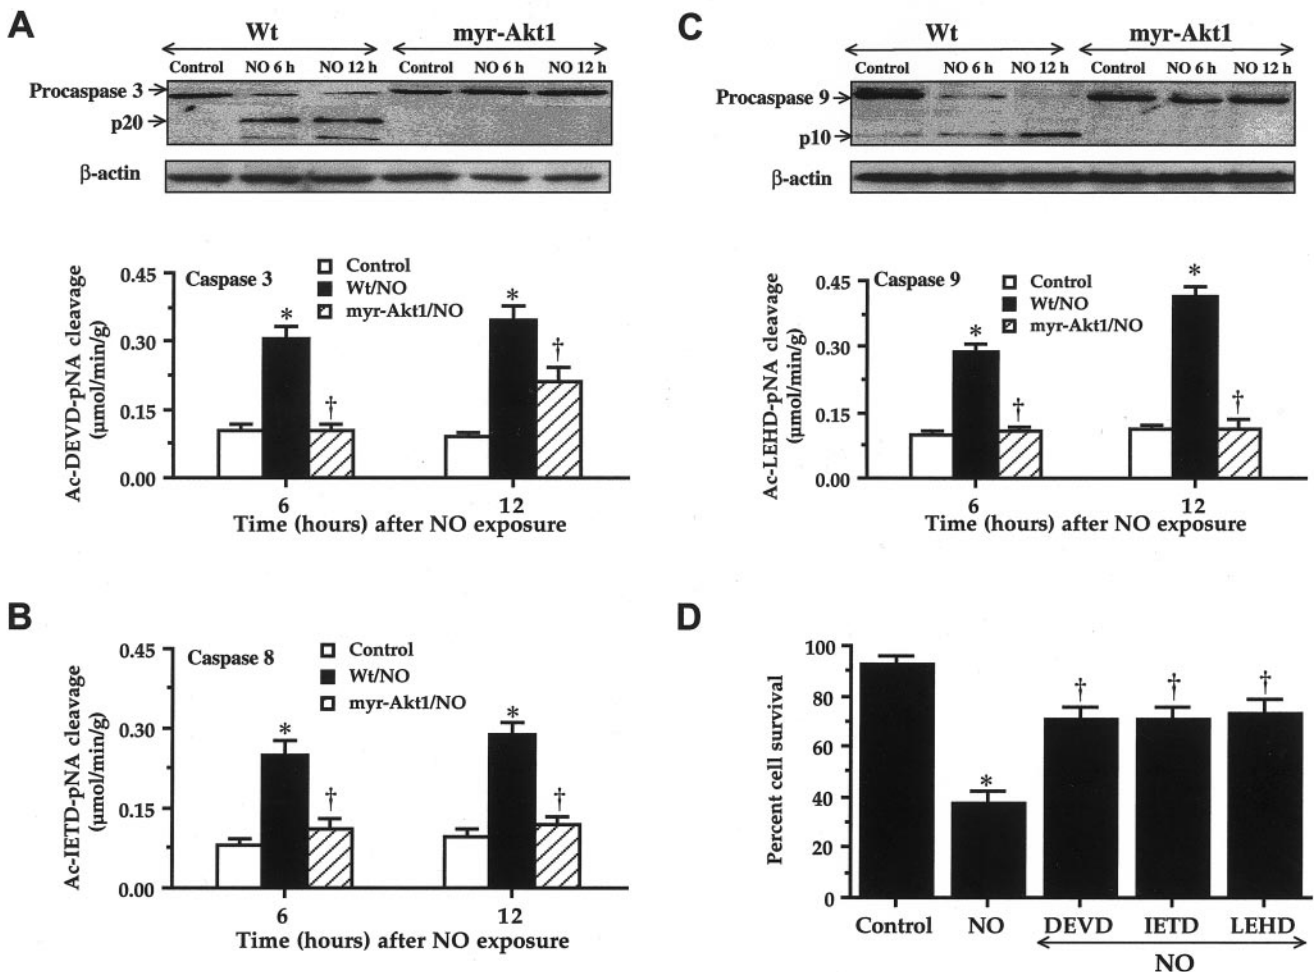 A
Wt
myr-Akt1
Control
NO 6 h
NO 12 h
Control
NO 6 h
NO 12 h
Procaspase 3
p20
β-actin
Caspase 3
Control
Wt/NO
myr-Akt1/NO
Ac-DEVD-pNA cleavage
(µmol/min/g)
0.45
0.30
0.15
0.00
*
†
*
†
6
12
Time (hours) after NO exposure
B
Caspase 8
Control
Wt/NO
myr-Akt1/NO
Ac-IETD-pNA cleavage
(µmol/min/g)
0.45
0.30
0.15
0.00
*
†
*
†
6
12
Time (hours) after NO exposure
C
Wt
myr-Akt1
Control
NO 6 h
NO 12 h
Control
NO 6 h
NO 12 h
Procaspase 9
p10
β-actin
Caspase 9
Control
Wt/NO
myr-Akt1/NO
Ac-LEHD-pNA cleavage
(µmol/min/g)
0.45
0.30
0.15
0.00
*
†
*
†
6
12
Time (hours) after NO exposure
D
Percent cell survival
100
80
60
40
20
0
*
†
†
†
Control
NO
DEVD
IETD
LEHD
NO